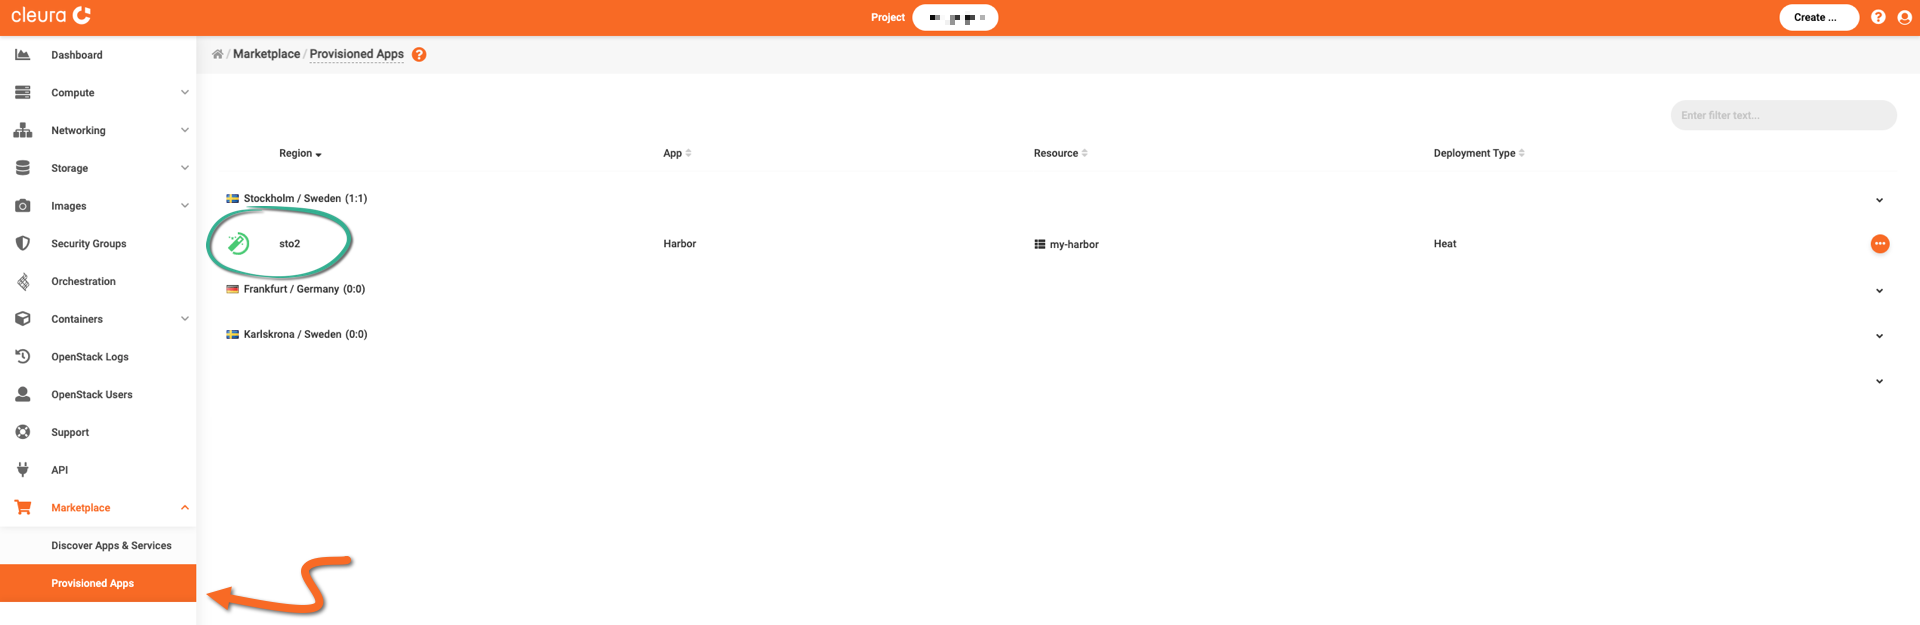 cleura
Project
Create ...
Dashboard
Compute
Networking
Storage
Images
Security Groups
Orchestration
Containers
OpenStack Logs
OpenStack Users
Support
API
Marketplace
Discover Apps & Services
Provisioned Apps
/ Marketplace / Provisioned Apps ?
Enter filter text...
Region App Resource Deployment Type
Stockholm / Sweden (1:1)
sto2 Harbor my-harbor Heat
Frankfurt / Germany (0:0)
Karlskrona / Sweden (0:0)